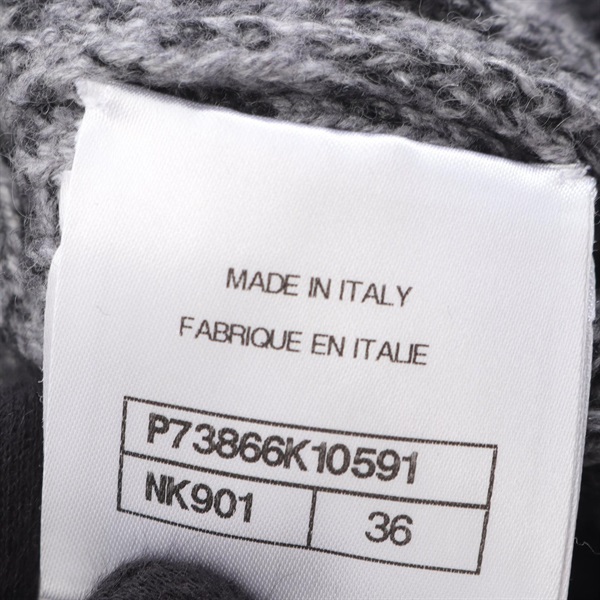 MADE IN ITALY
FABRIQUE EN ITALIE
P73866K10591
NK901 36